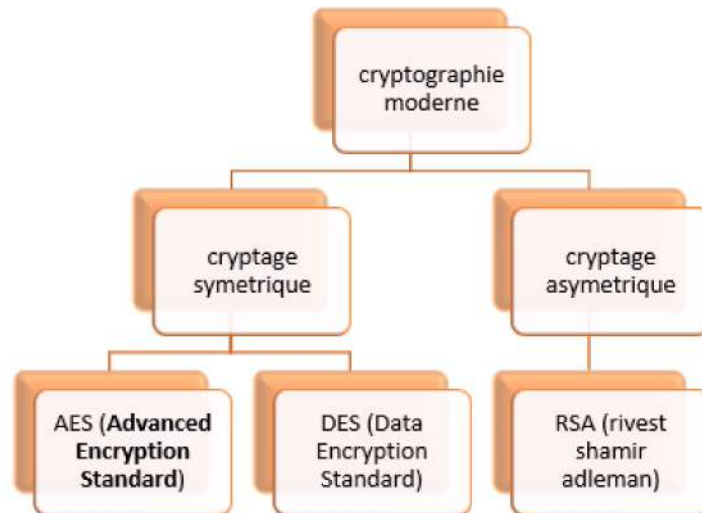 cryptographie
moderne
cryptage
symetrique
cryptage
asymetrique
AES (Advanced
Encryption
Standard)
DES (Data
Encryption
Standard)
RSA (rivest
shamir
adleman)